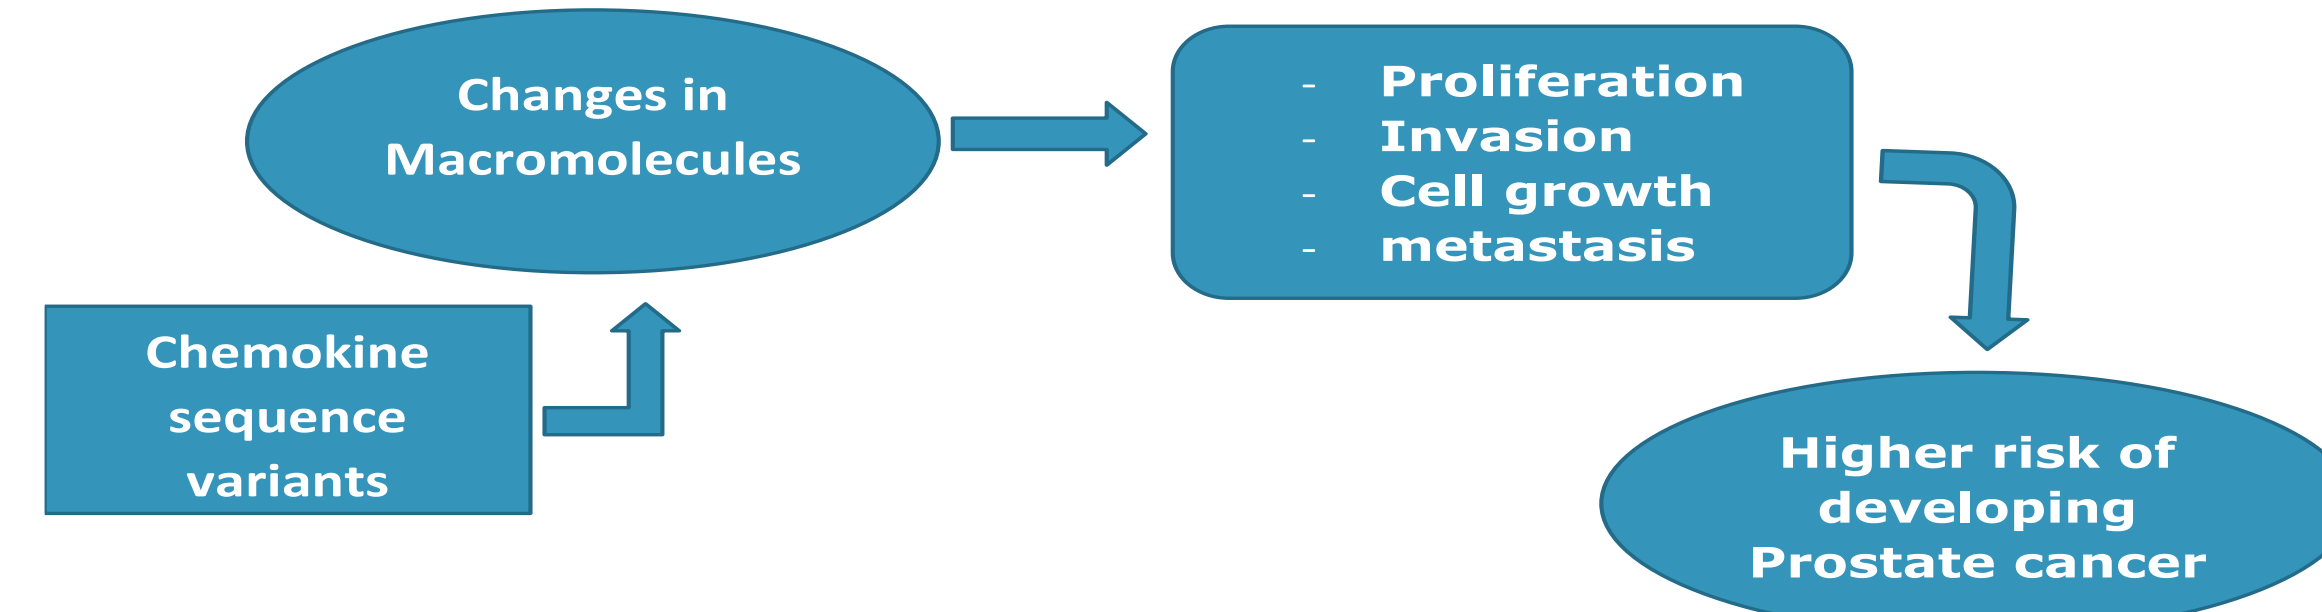 Changes in
Macromolecules
- Proliferation
- Invasion
- Cell growth
- metastasis
Chemokine
sequence
variants
Higher risk of
developing
Prostate cancer